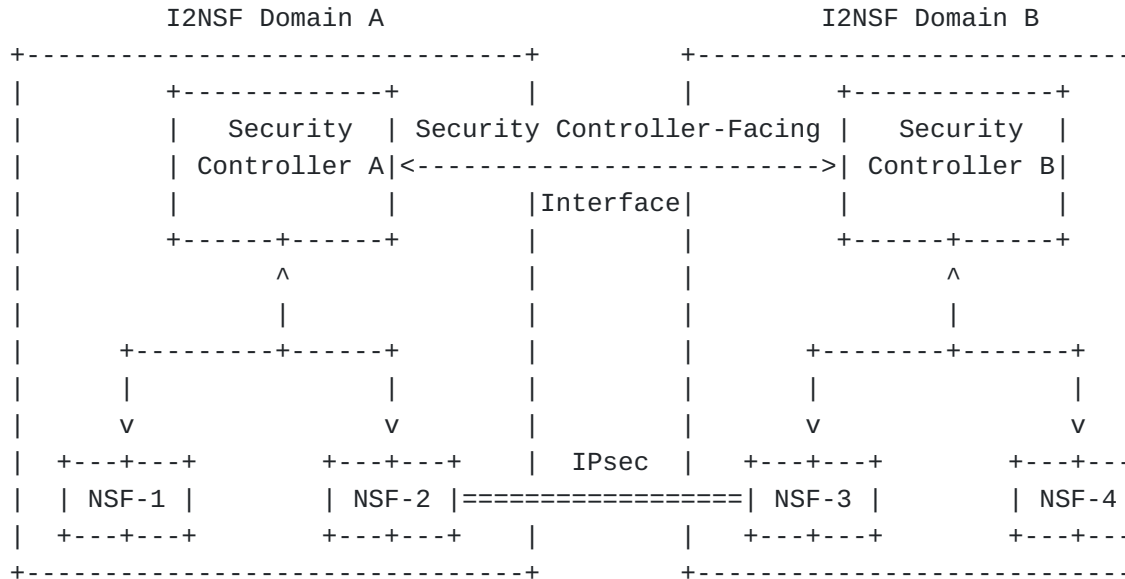 I2NSF Domain A I2NSF Domain B
Security Security Controller-Facing Security
Controller A Controller B
Interface
IPsec
NSF-1 NSF-2 NSF-3 NSF-4